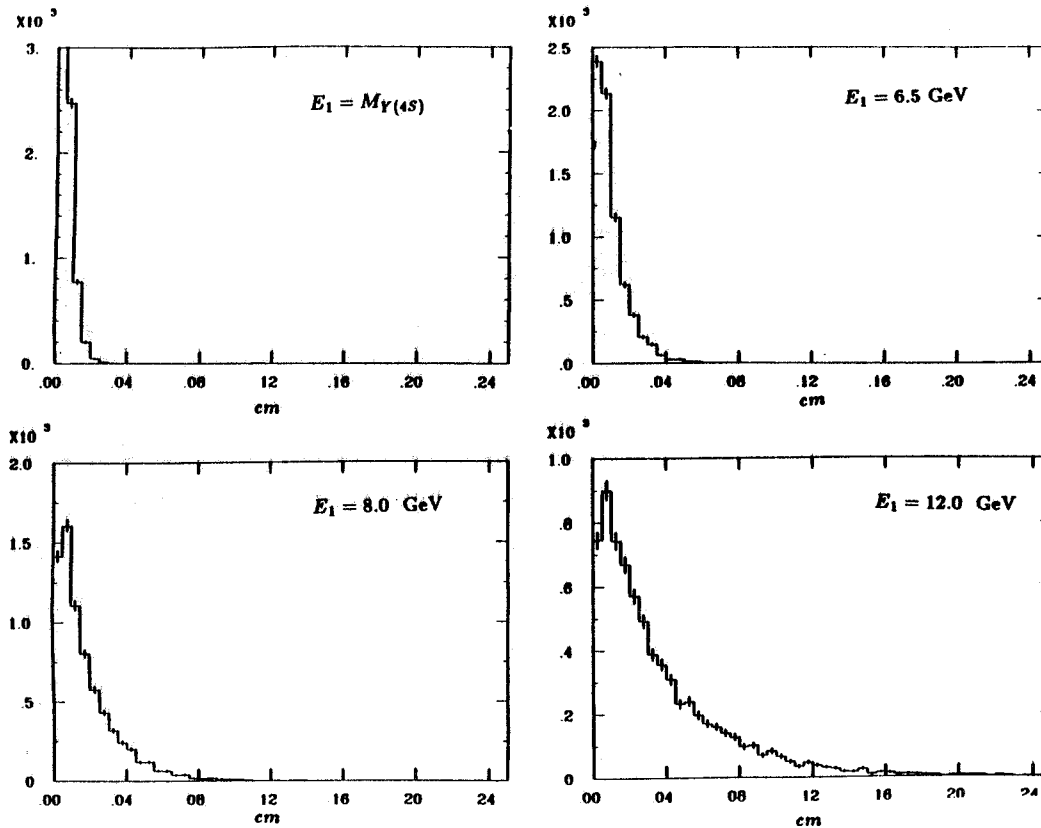 X10 3
3.
2.
1.
0.
E₁ = M_Υ(4S)
.00 .04 .08 .12 .16 .20 .24
cm
X10 3
2.5
2.0
1.5
1.0
.5
0.
E₁ = 6.5 GeV
.00 .04 .08 .12 .16 .20 .24
cm
X10 3
2.0
1.5
1.0
.5
0
E₁ = 8.0 GeV
.00 .04 .08 .12 .16 .20 .24
cm
X10 3
1.0
.8
.6
.4
.2
0
E₁ = 12.0 GeV
.00 .04 08 .12 .16 .20 .24
cm